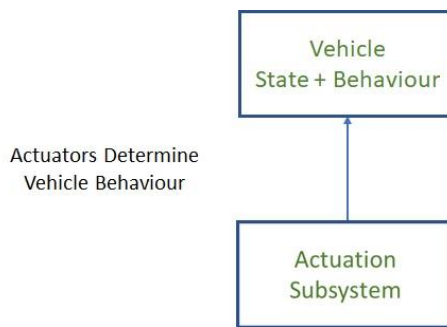 Vehicle
State + Behaviour
Actuators Determine
Vehicle Behaviour
Actuation
Subsystem